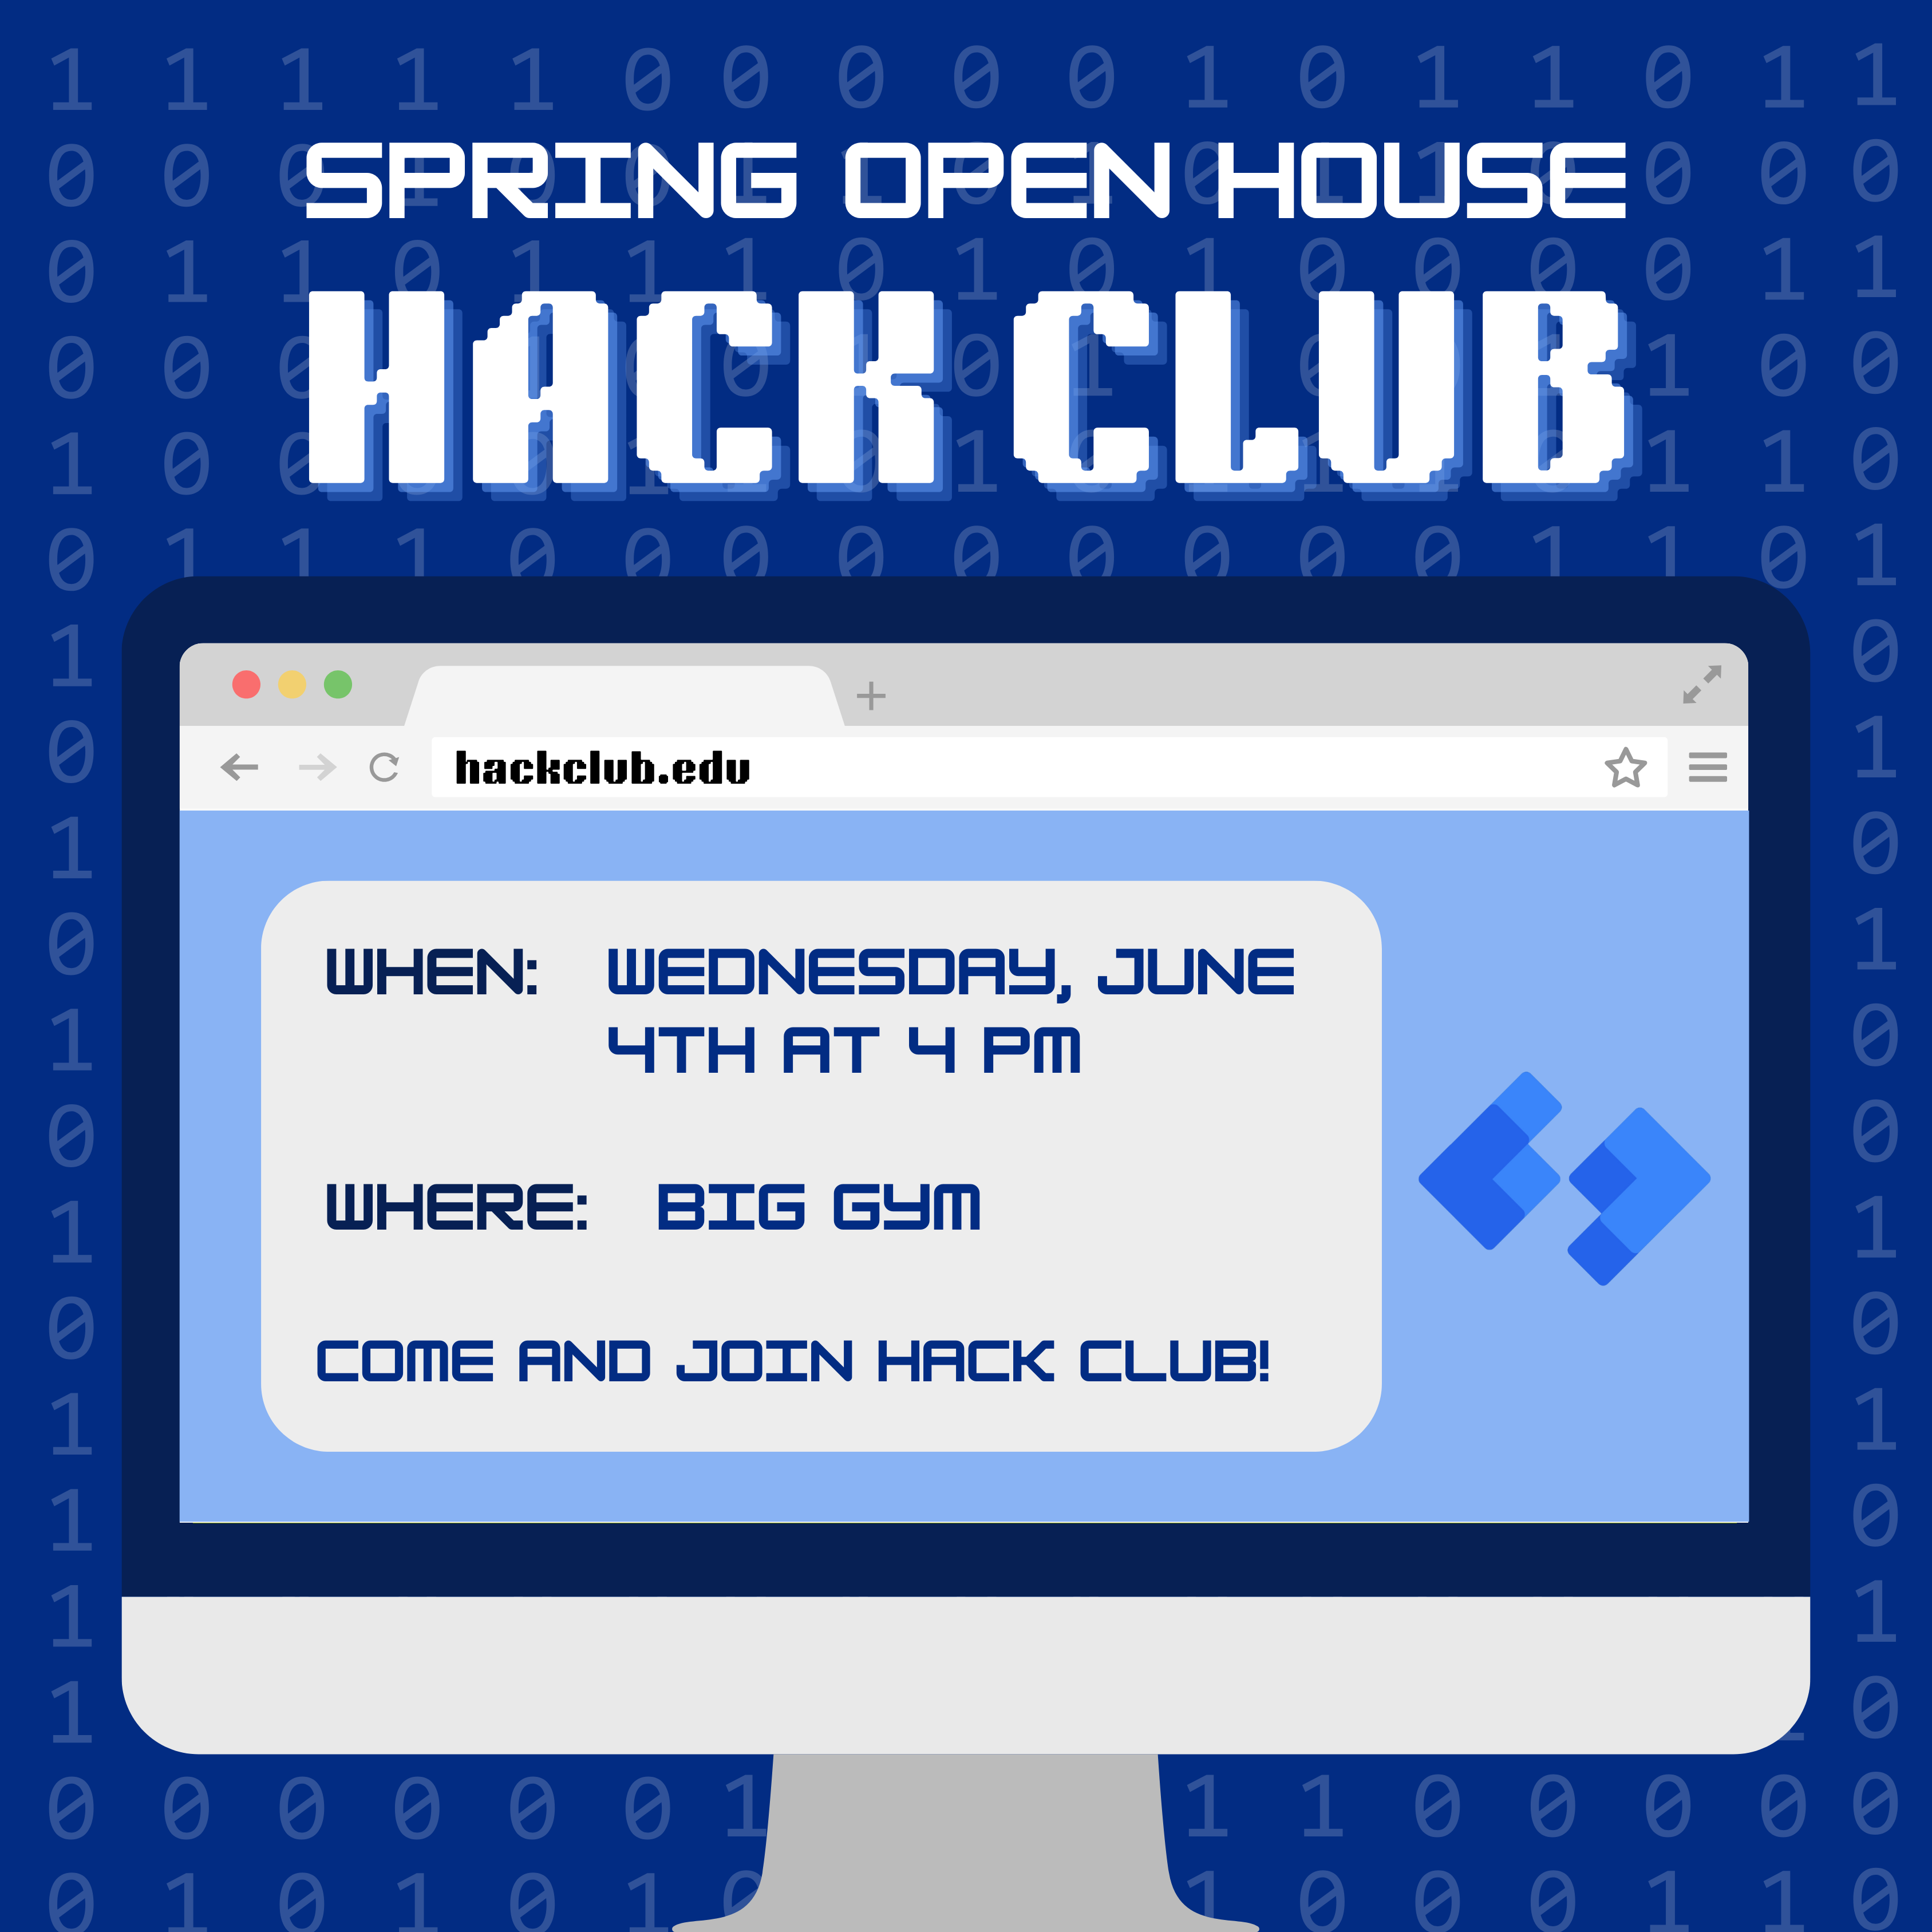 SPRING OPEN HOUSE
HACK CLUB
hackclub.edu
WHEN: WEDNESDAY, JUNE
4TH AT 4 PM
WHERE: BIG GYM
COME AND JOIN HACK CLUB!